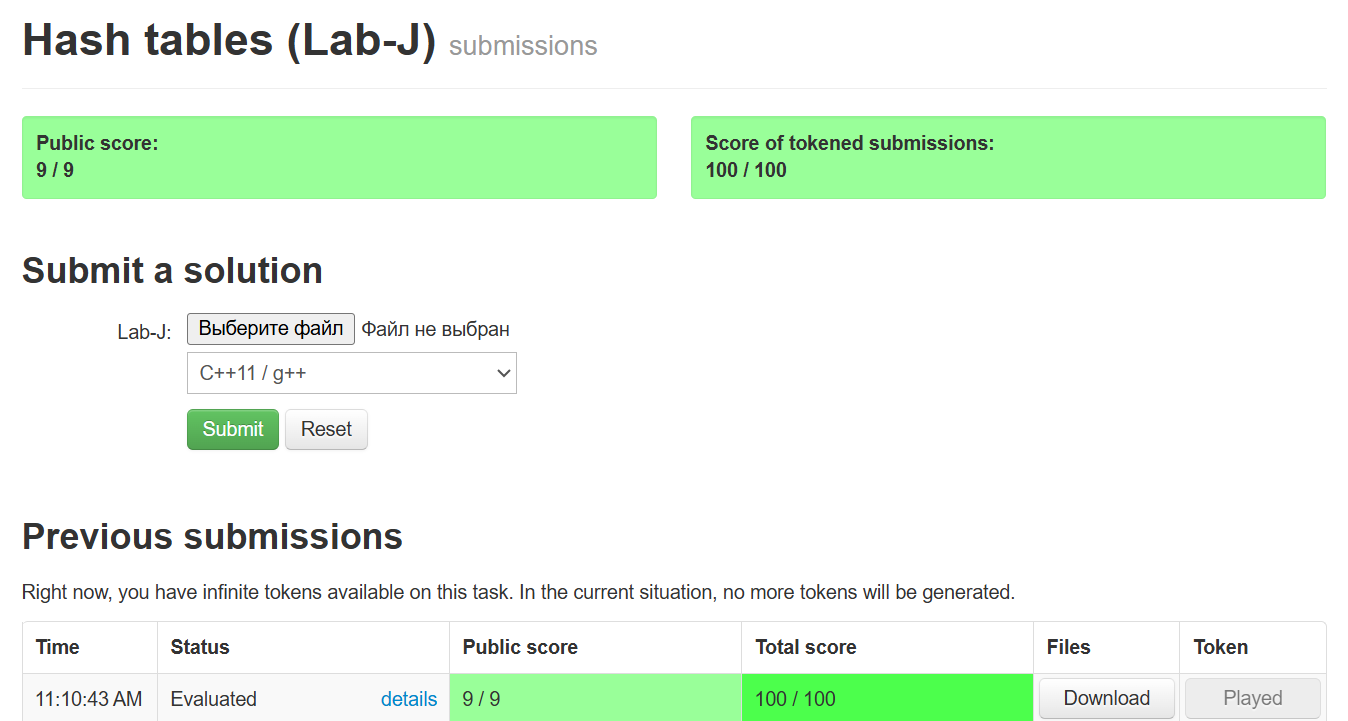 Hash tables (Lab-J) submissions
Public score:
9 / 9
Score of tokened submissions:
100 / 100
Submit a solution
Lab-J: Выберите файл Файл не выбран
C++11 / g++
Submit Reset
Previous submissions
Right now, you have infinite tokens available on this task. In the current situation, no more tokens will be generated.
Time Status Public score Total score Files Token
11:10:43 AM Evaluated details 9 / 9 100 / 100 Download Played